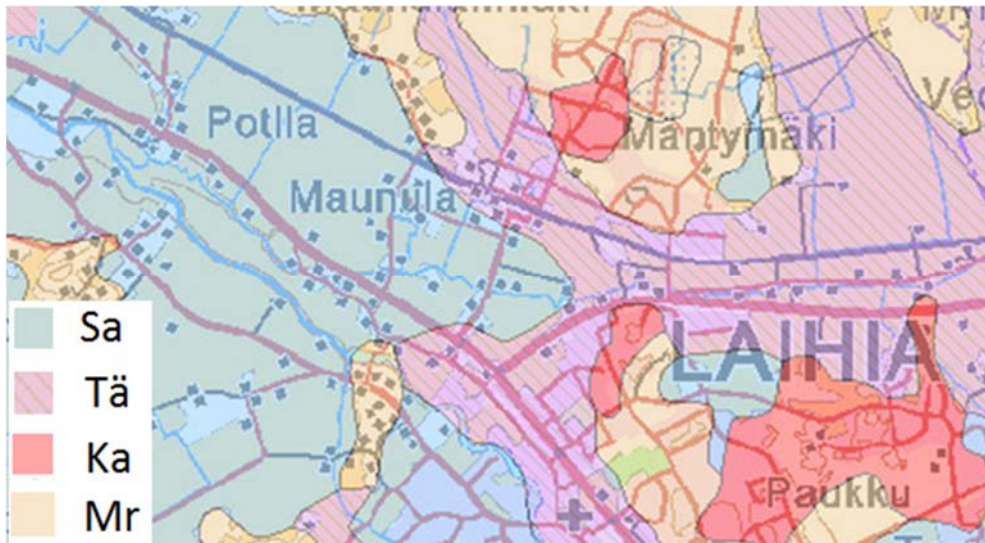 Potila
Mäntymäki
Maunula
Sa
Tä
Ka
Mr
LAIHIA
Paukku